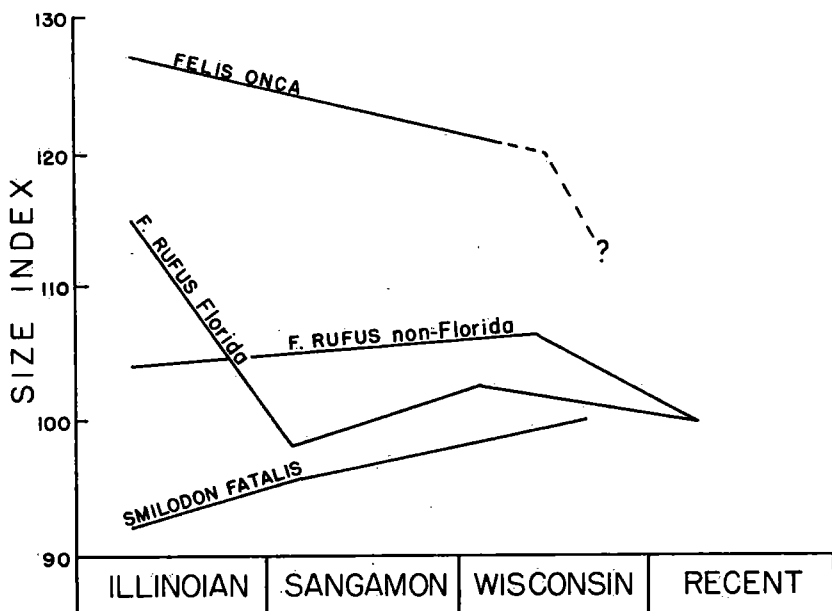 130
FELIS ONCA
120
?
SIZE INDEX
F. RUFUS Florida
110
F. RUFUS non-Florida
100
SMILODON FATALIS
90
ILLINOIAN SANGAMON WISCONSIN RECENT